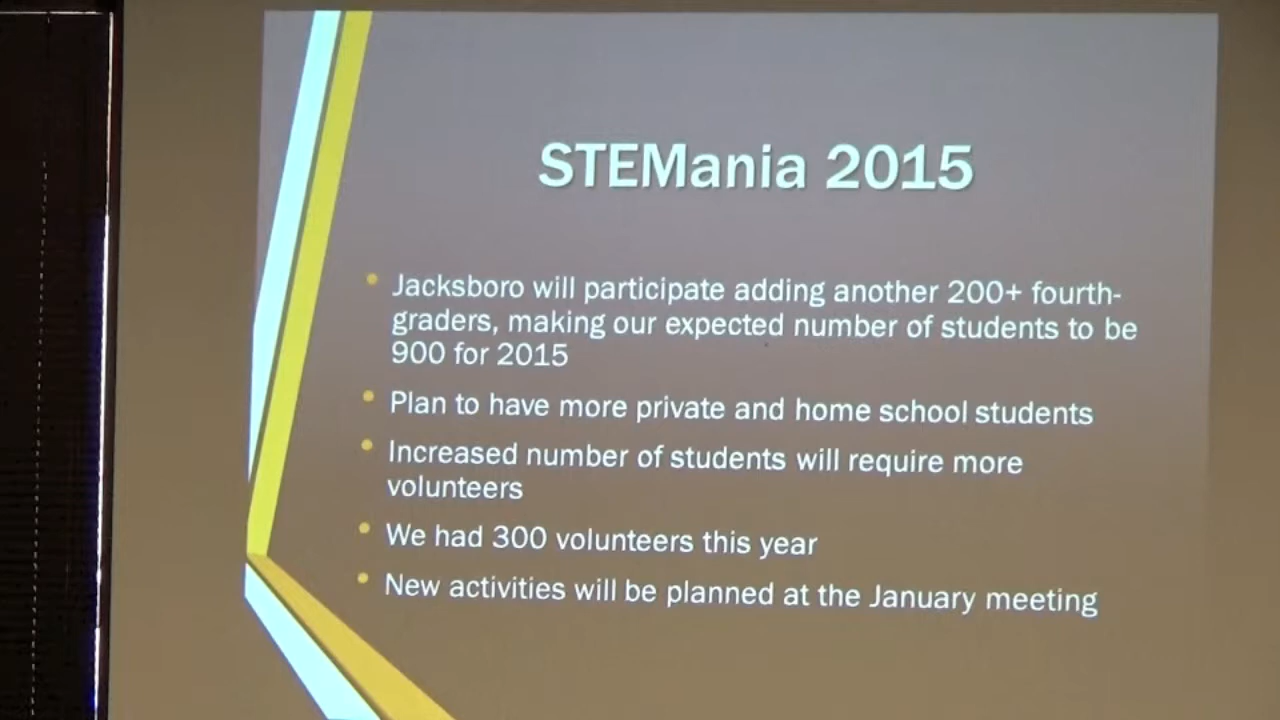 STEMania 2015
Jacksboro will participate adding another 200+ fourth-
graders, making our expected number of students to be
900 for 2015
Plan to have more private and home school students
Increased number of students will require more
volunteers
We had 300 volunteers this year
New activities will be planned at the January meeting